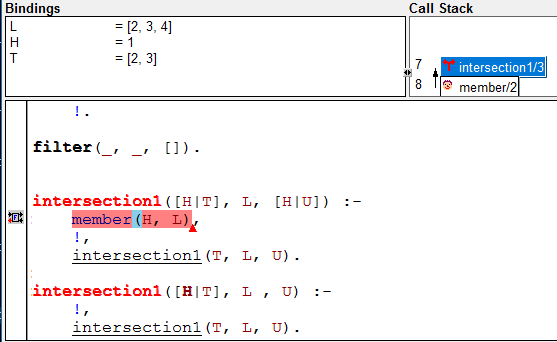 Bindings
L = [2, 3, 4]
H = 1
T = [2, 3]
Call Stack
7 intersection1/3
8 member/2
!.
filter(_, _, []).
intersection1([H|T], L, [H|U]) :-
member(H, L),
!,
intersection1(T, L, U).
intersection1([H|T], L , U) :-
!,
intersection1(T, L, U).